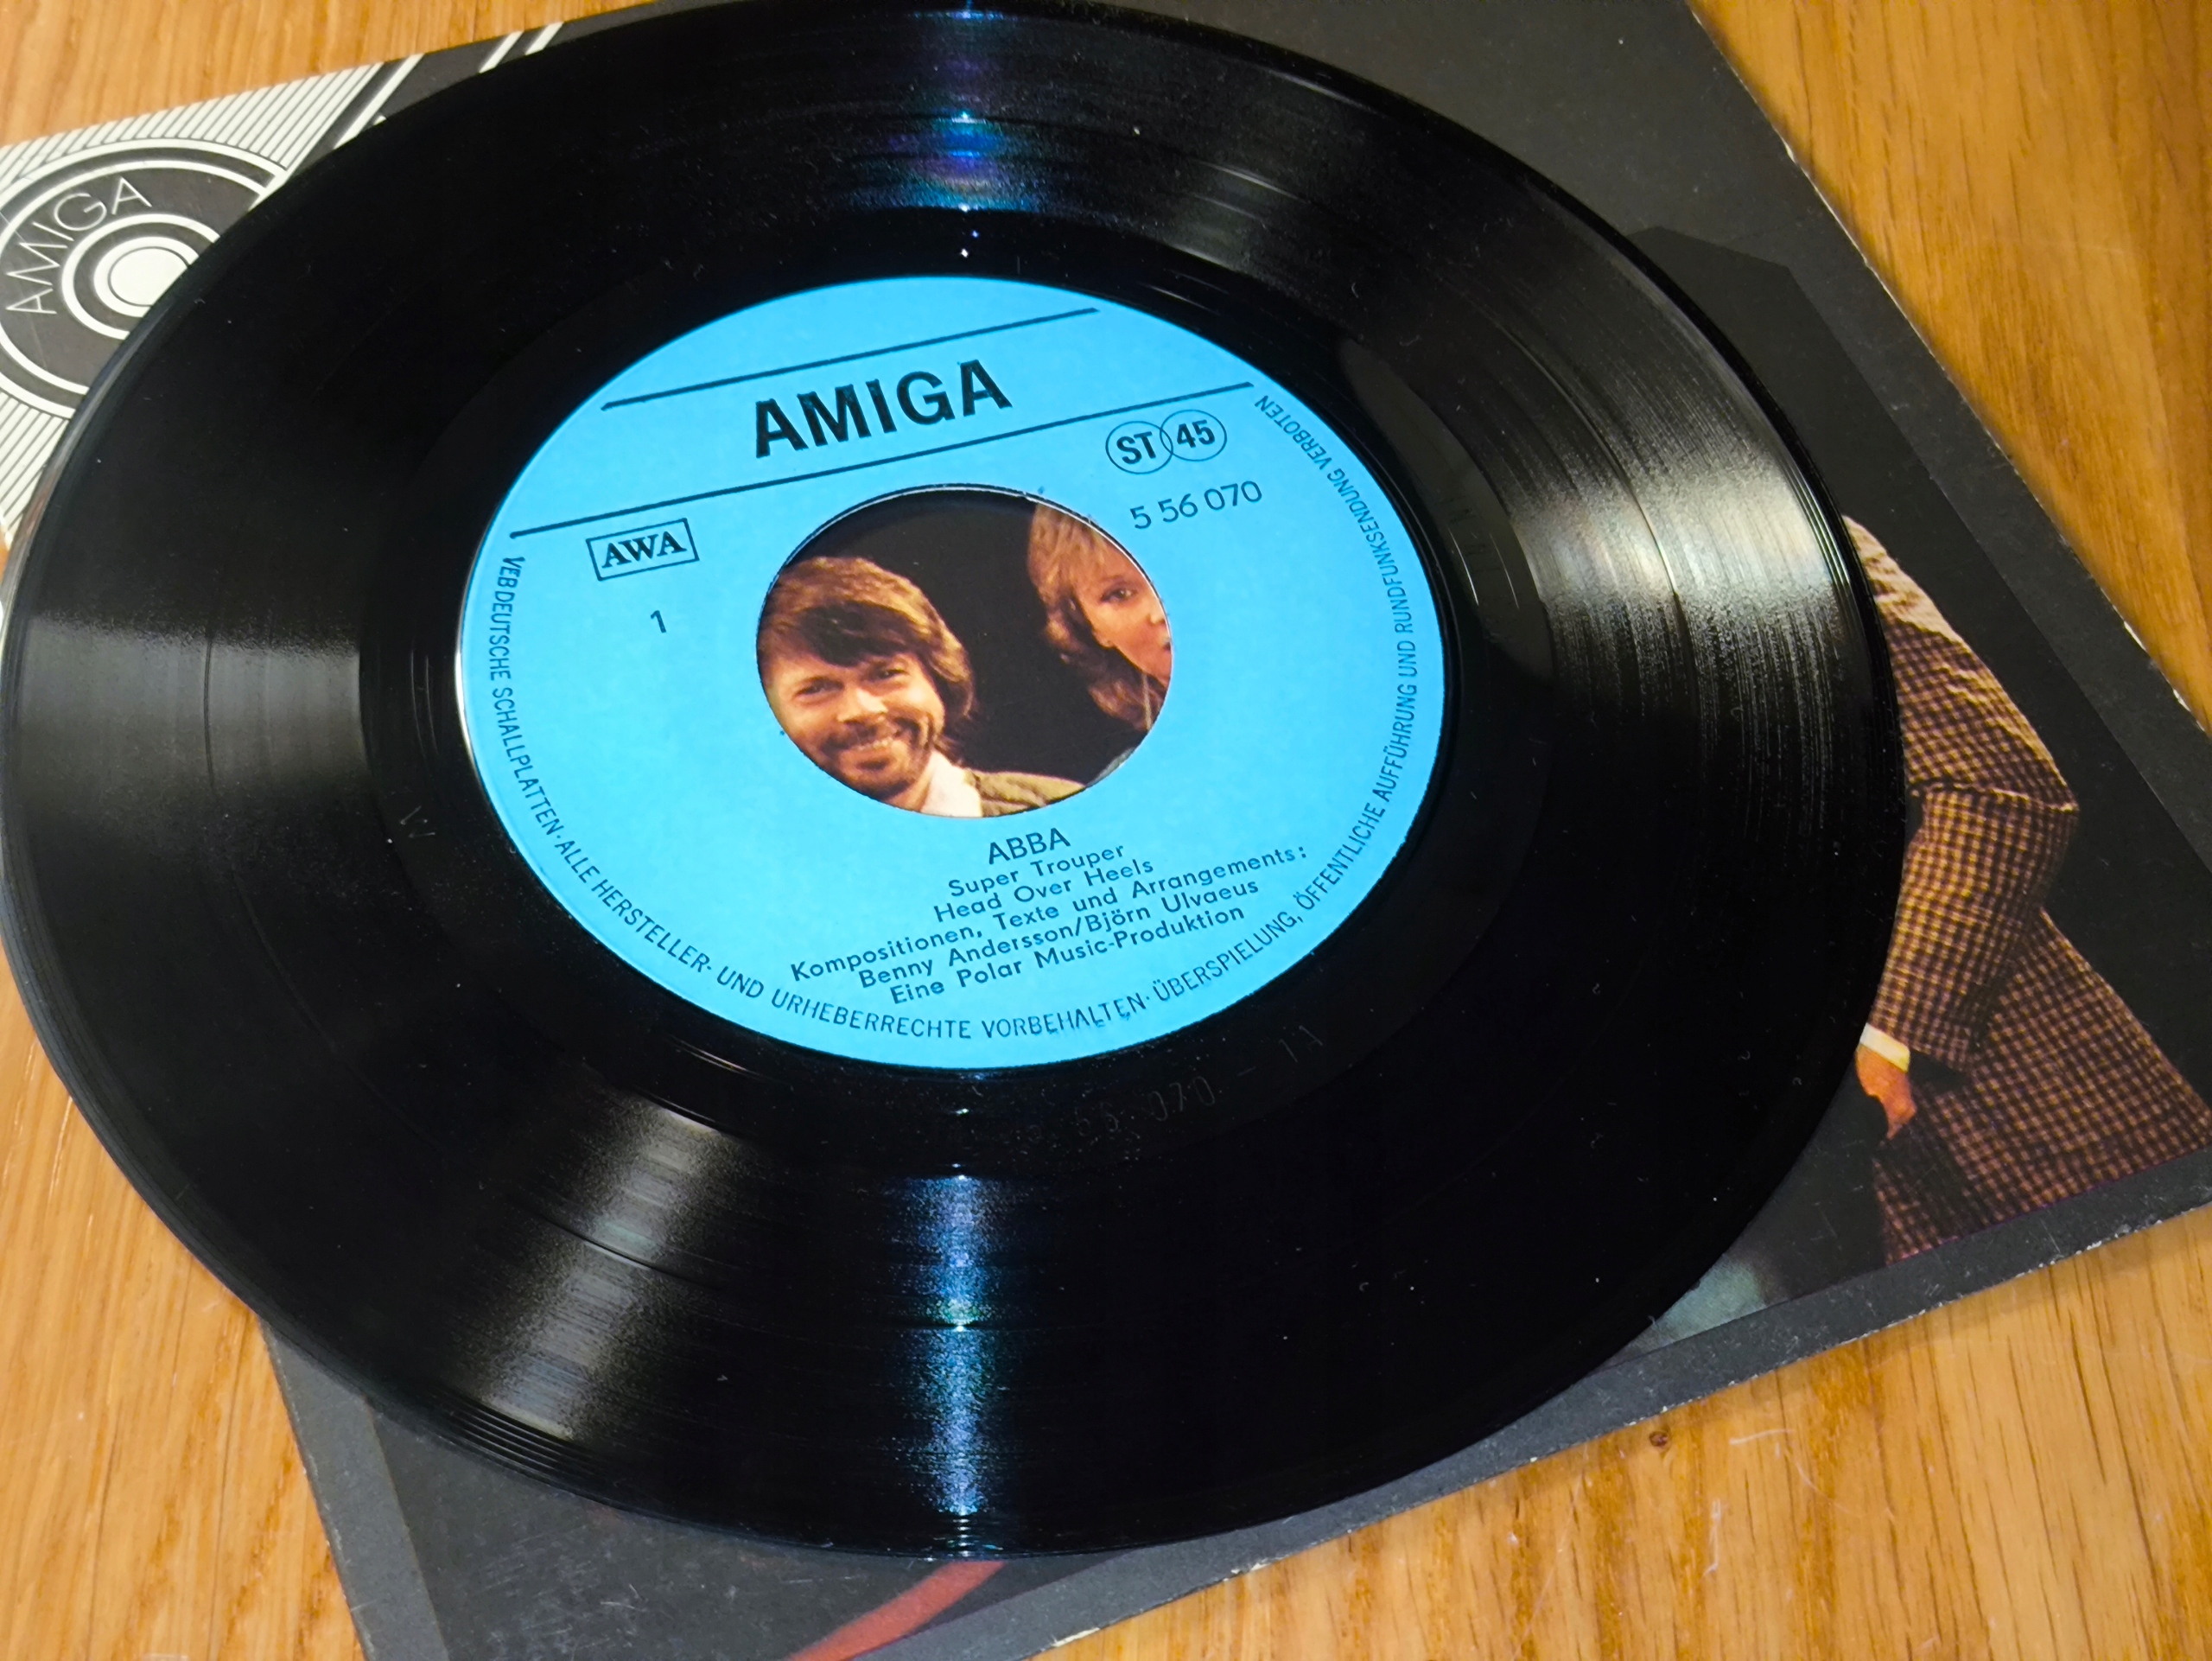 AMIGA
AMIGA
ST 45
5 56 070
AWA
1
ABBA
Super Trouper
Head Over Heels
Kompositionen, Texte und Arrangements:
Benny Andersson/Björn Ulvaeus
Eine Polar Music-Produktion
VEB DEUTSCHE SCHALLPLATTEN · ALLE HERSTELLER- UND URHEBERRECHTE VORBEHALTEN · ÜBERSPIELUNG, ÖFFENTLICHE AUFFÜHRUNG UND RUNDFUNKSENDUNG VERBOTEN